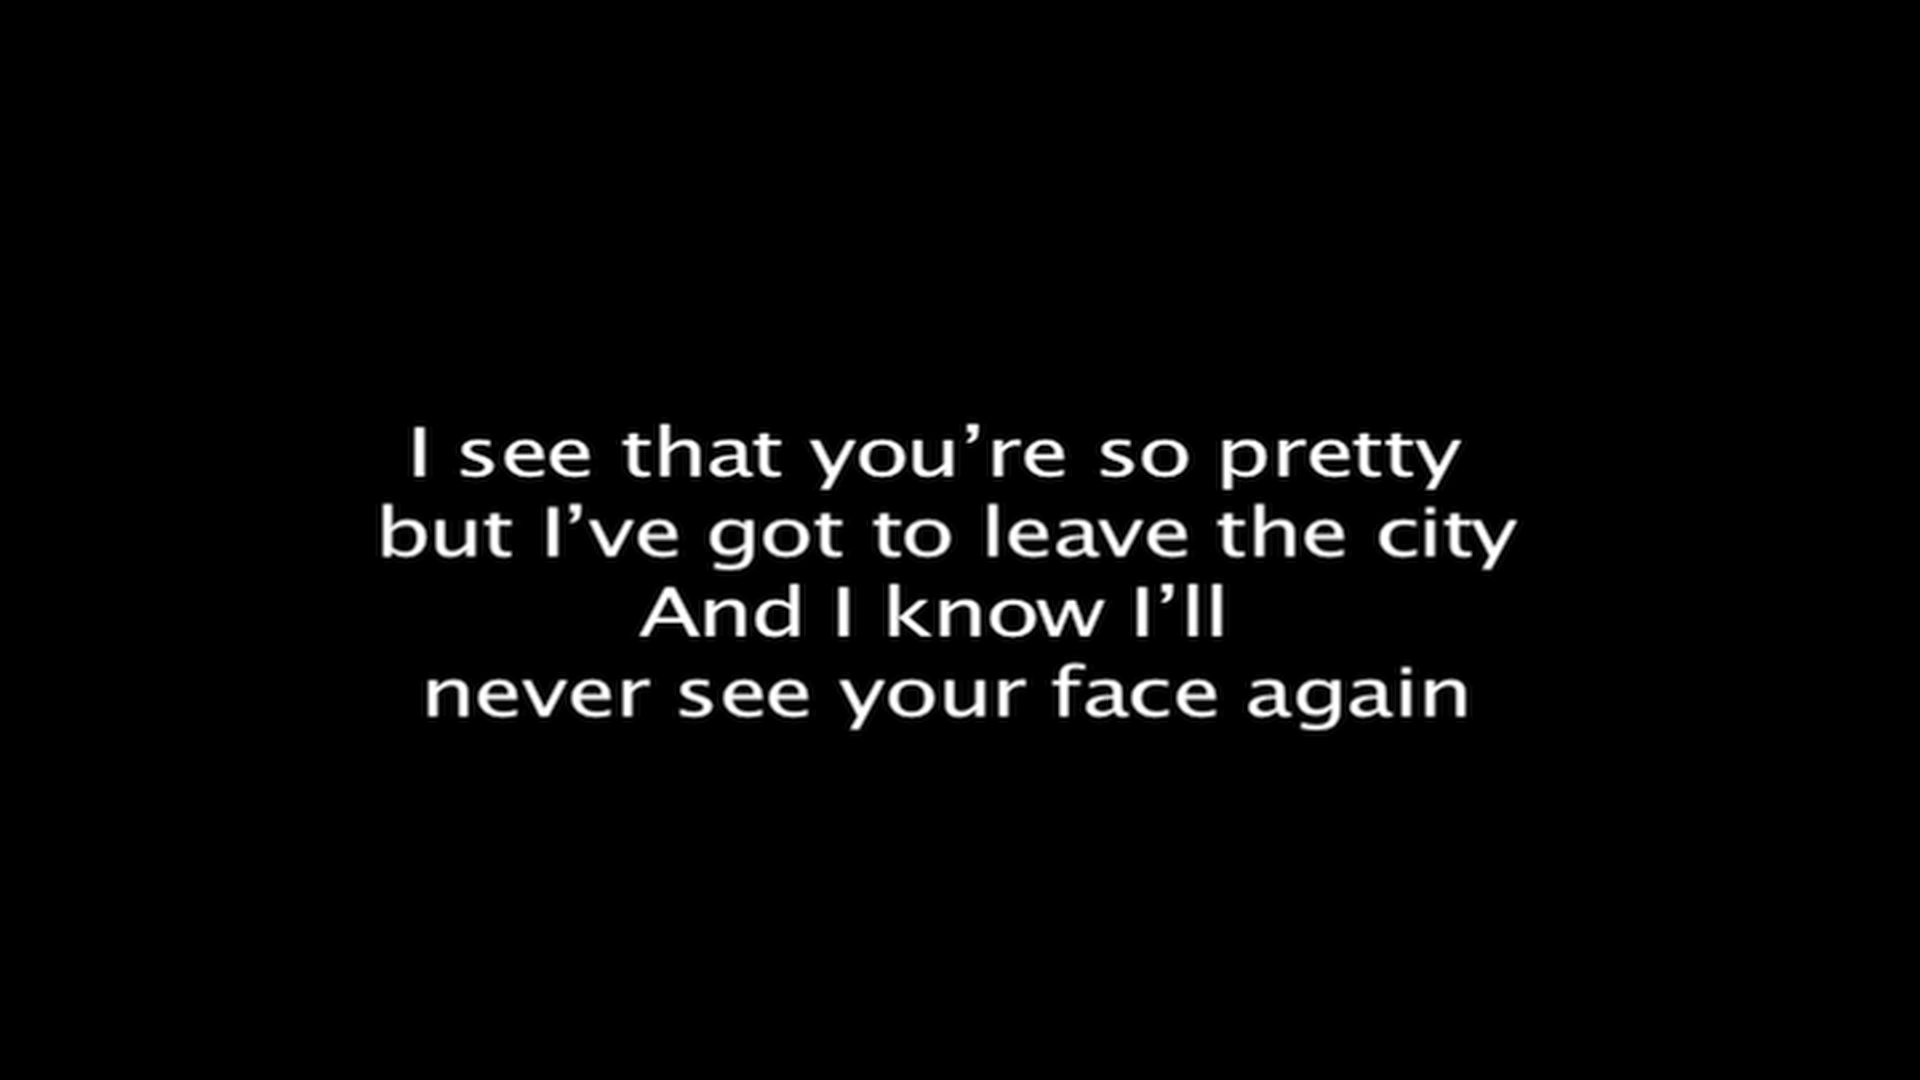 I see that you’re so pretty
but I’ve got to leave the city
And I know I’ll
never see your face again